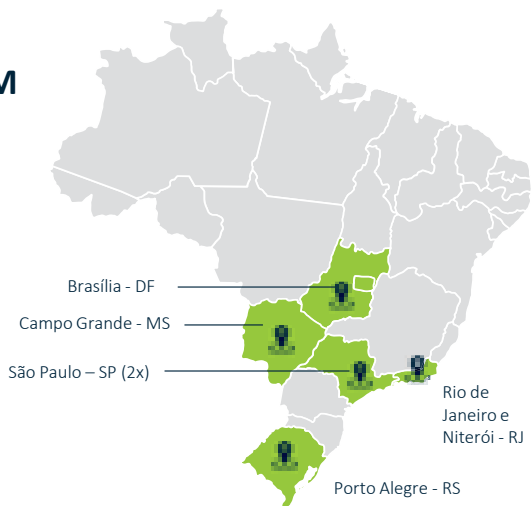 M
Brasília - DF
Campo Grande - MS
São Paulo – SP (2x)
Rio de
Janeiro e
Niterói - RJ
Porto Alegre - RS